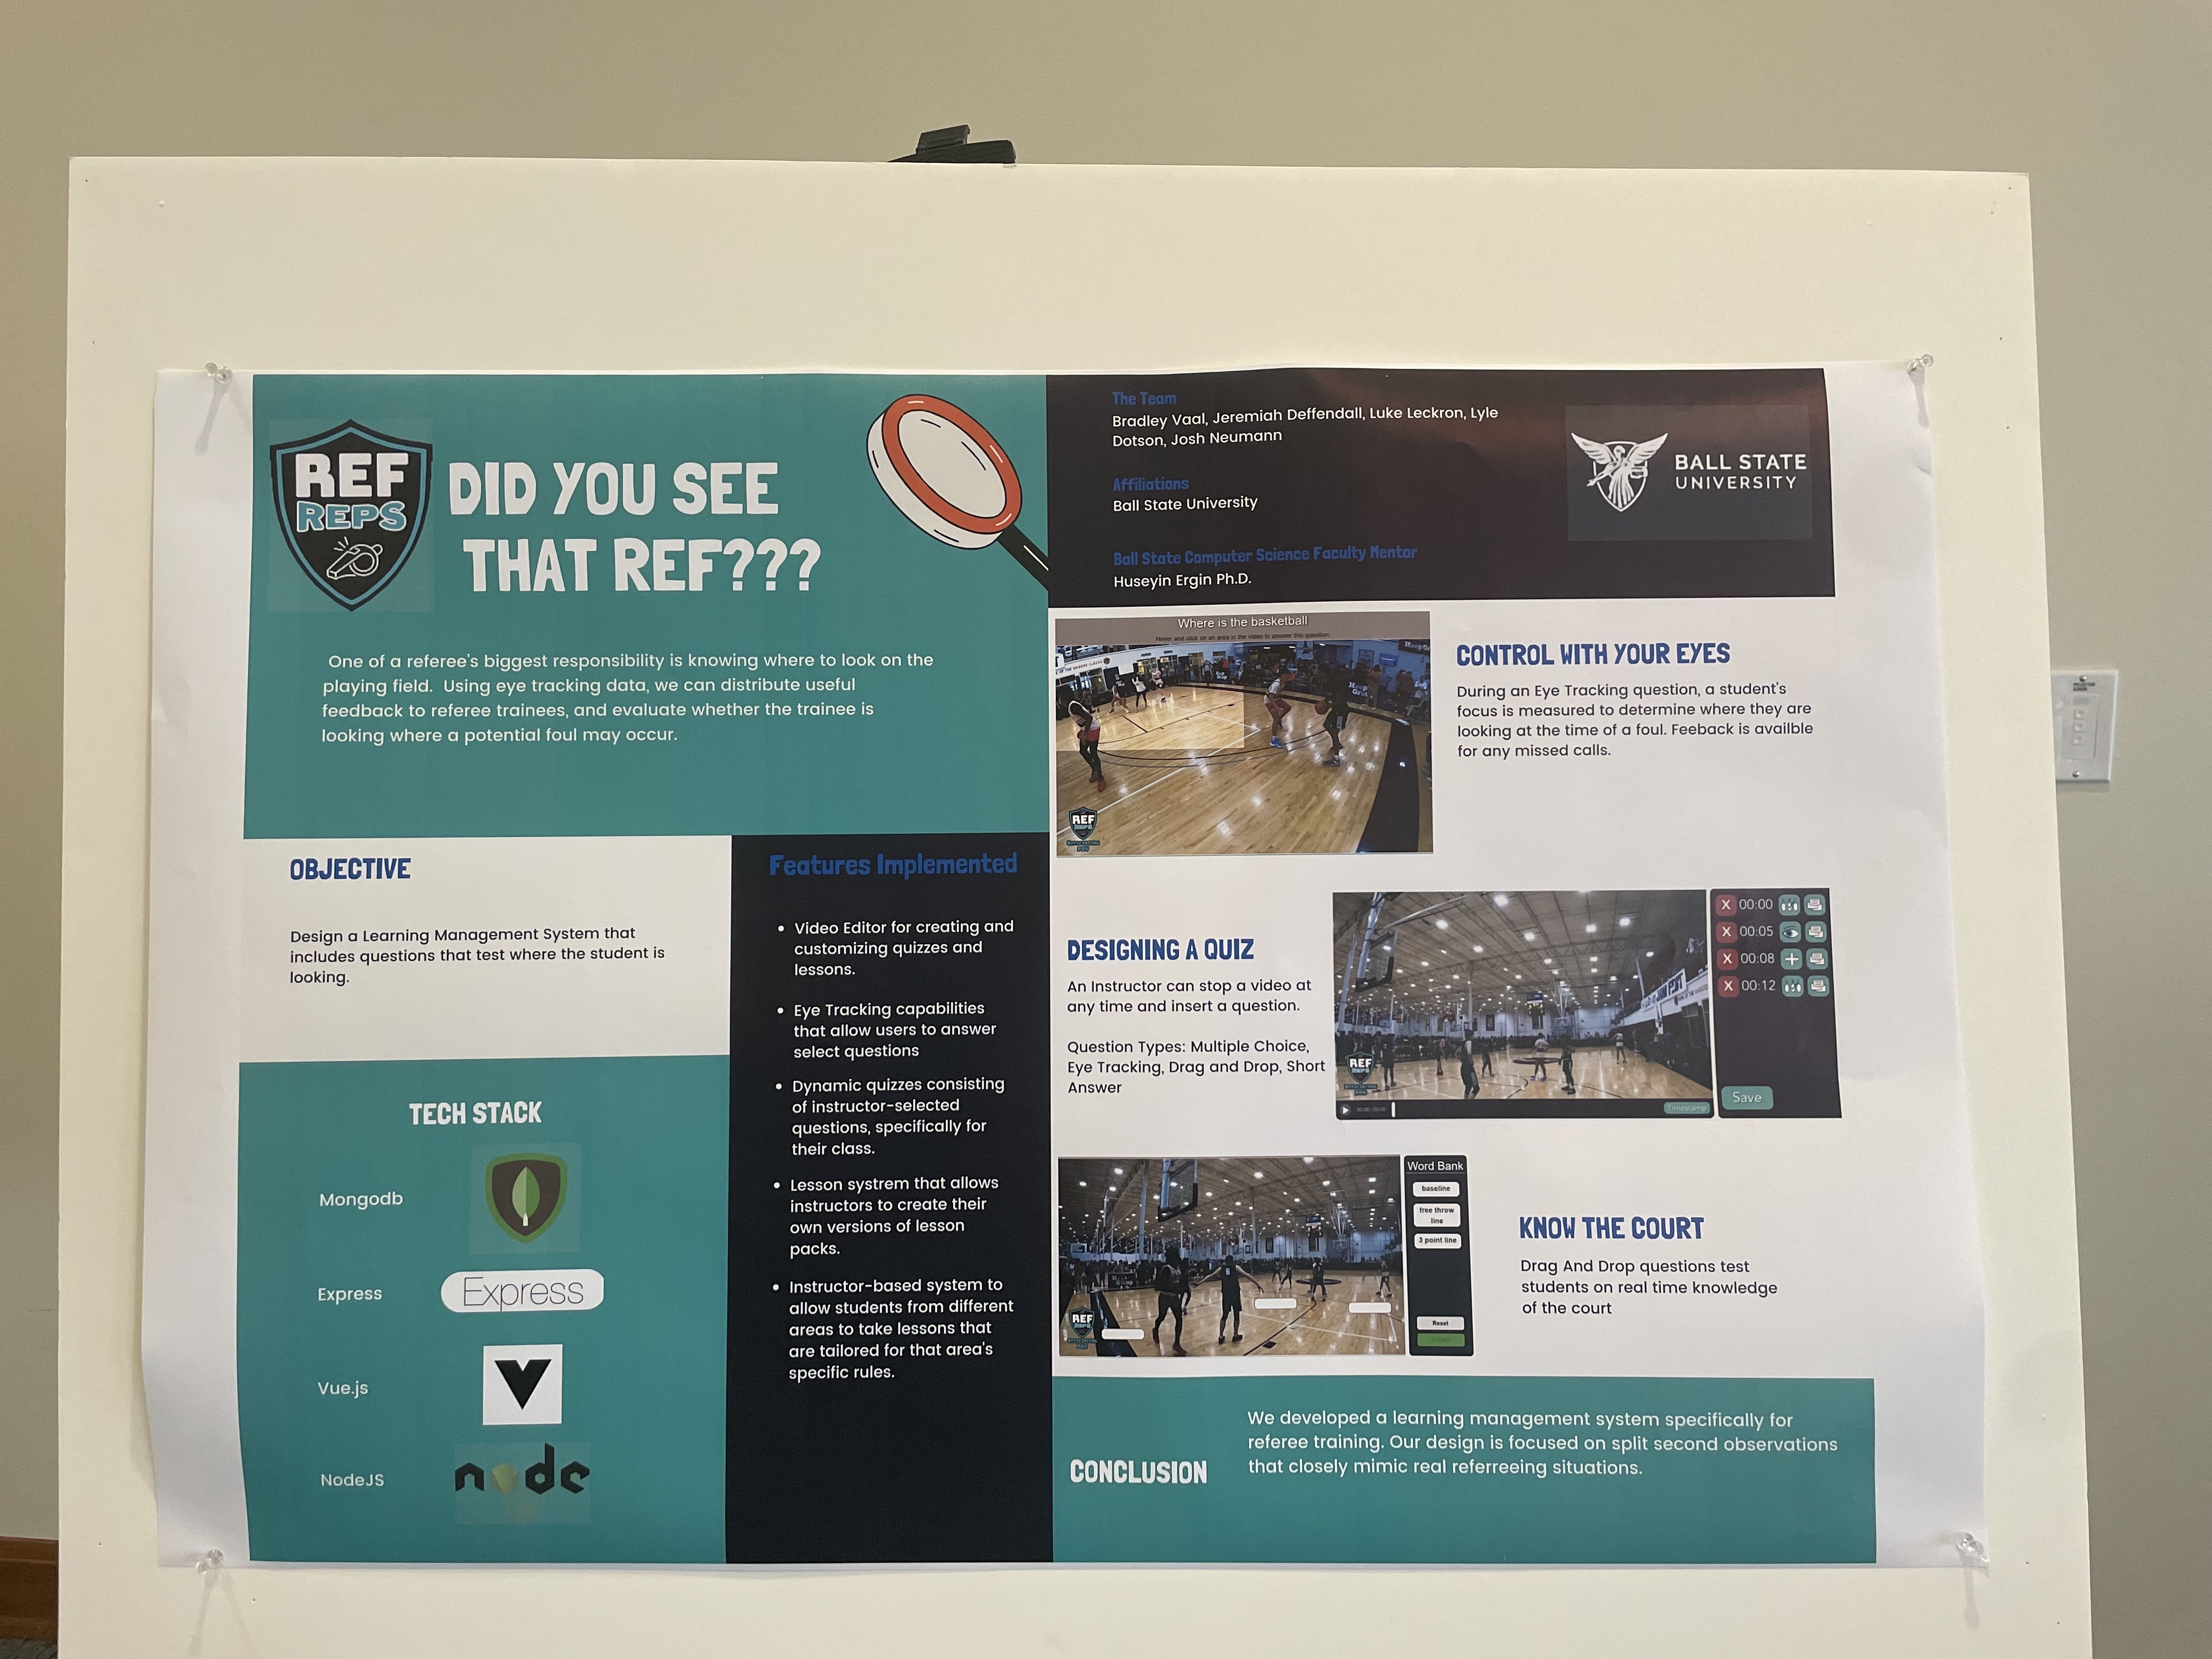 REF
REPS
DID YOU SEE
THAT REF???
One of a referee's biggest responsibility is knowing where to look on the
playing field. Using eye tracking data, we can distribute useful
feedback to referee trainees, and evaluate whether the trainee is
looking where a potential foul may occur.
The Team
Bradley Vaal, Jeremiah Deffendall, Luke Leckron, Lyle
Dotson, Josh Neumann
Affiliations
Ball State University
Ball State Computer Science Faculty Mentor
Huseyin Ergin Ph.D.
BALL STATE
UNIVERSITY
OBJECTIVE
Design a Learning Management System that
includes questions that test where the student is
looking.
TECH STACK
Mongodb
Express
Express
Vue.js
NodeJS
node
Features Implemented
• Video Editor for creating and
customizing quizzes and
lessons.
• Eye Tracking capabilities
that allow users to answer
select questions
• Dynamic quizzes consisting
of instructor-selected
questions, specifically for
their class.
• Lesson systrem that allows
instructors to create their
own versions of lesson
packs.
• Instructor-based system to
allow students from different
areas to take lessons that
are tailored for that area's
specific rules.
Where is the basketball
Hover and click on an area in the video to answer this question.
REF
REPS
CONTROL WITH YOUR EYES
During an Eye Tracking question, a student's
focus is measured to determine where they are
looking at the time of a foul. Feeback is availble
for any missed calls.
DESIGNING A QUIZ
An Instructor can stop a video at
any time and insert a question.
Question Types: Multiple Choice,
Eye Tracking, Drag and Drop, Short
Answer
REF
REPS
Timestamp
X 00:00
X 00:05
X 00:08
X 00:12
Save
REF
REPS
Word Bank
baseline
free throw
line
3 point line
Reset
KNOW THE COURT
Drag And Drop questions test
students on real time knowledge
of the court
CONCLUSION
We developed a learning management system specifically for
referee training. Our design is focused on split second observations
that closely mimic real referreeing situations.